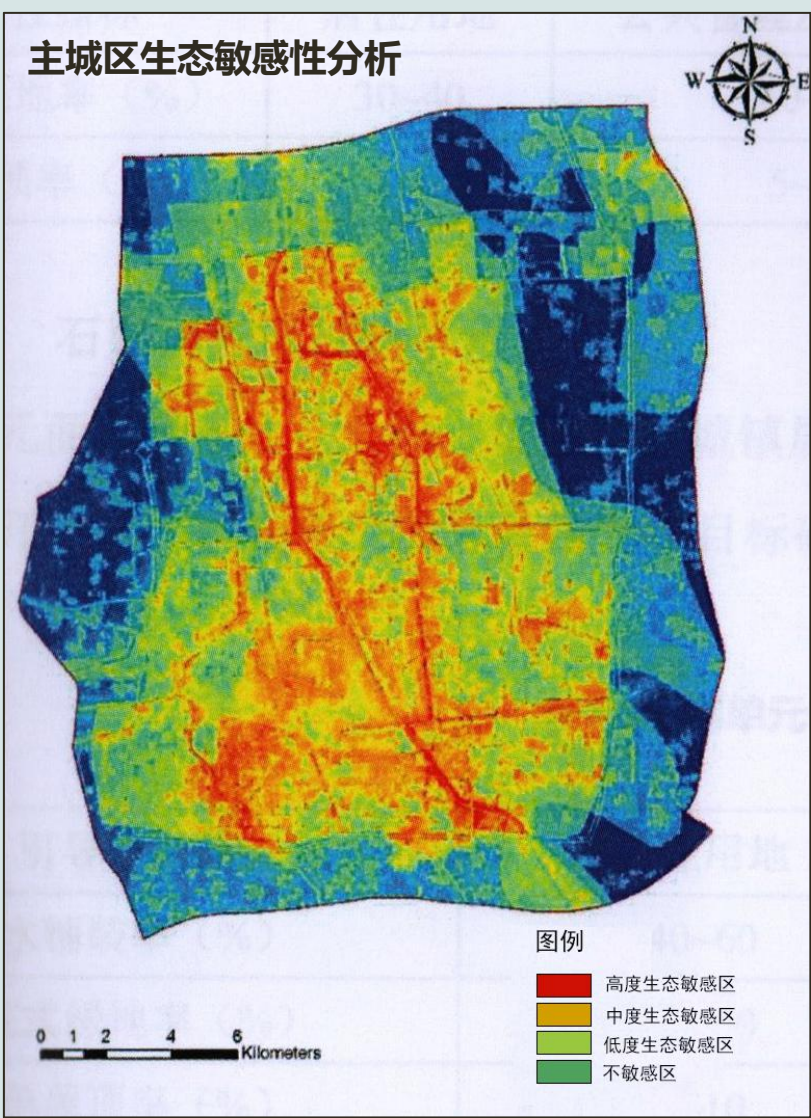 主城区生态敏感性分析
N
W E
S
图例
高度生态敏感区
中度生态敏感区
低度生态敏感区
不敏感区
0 1 2 4 6
Kilometers